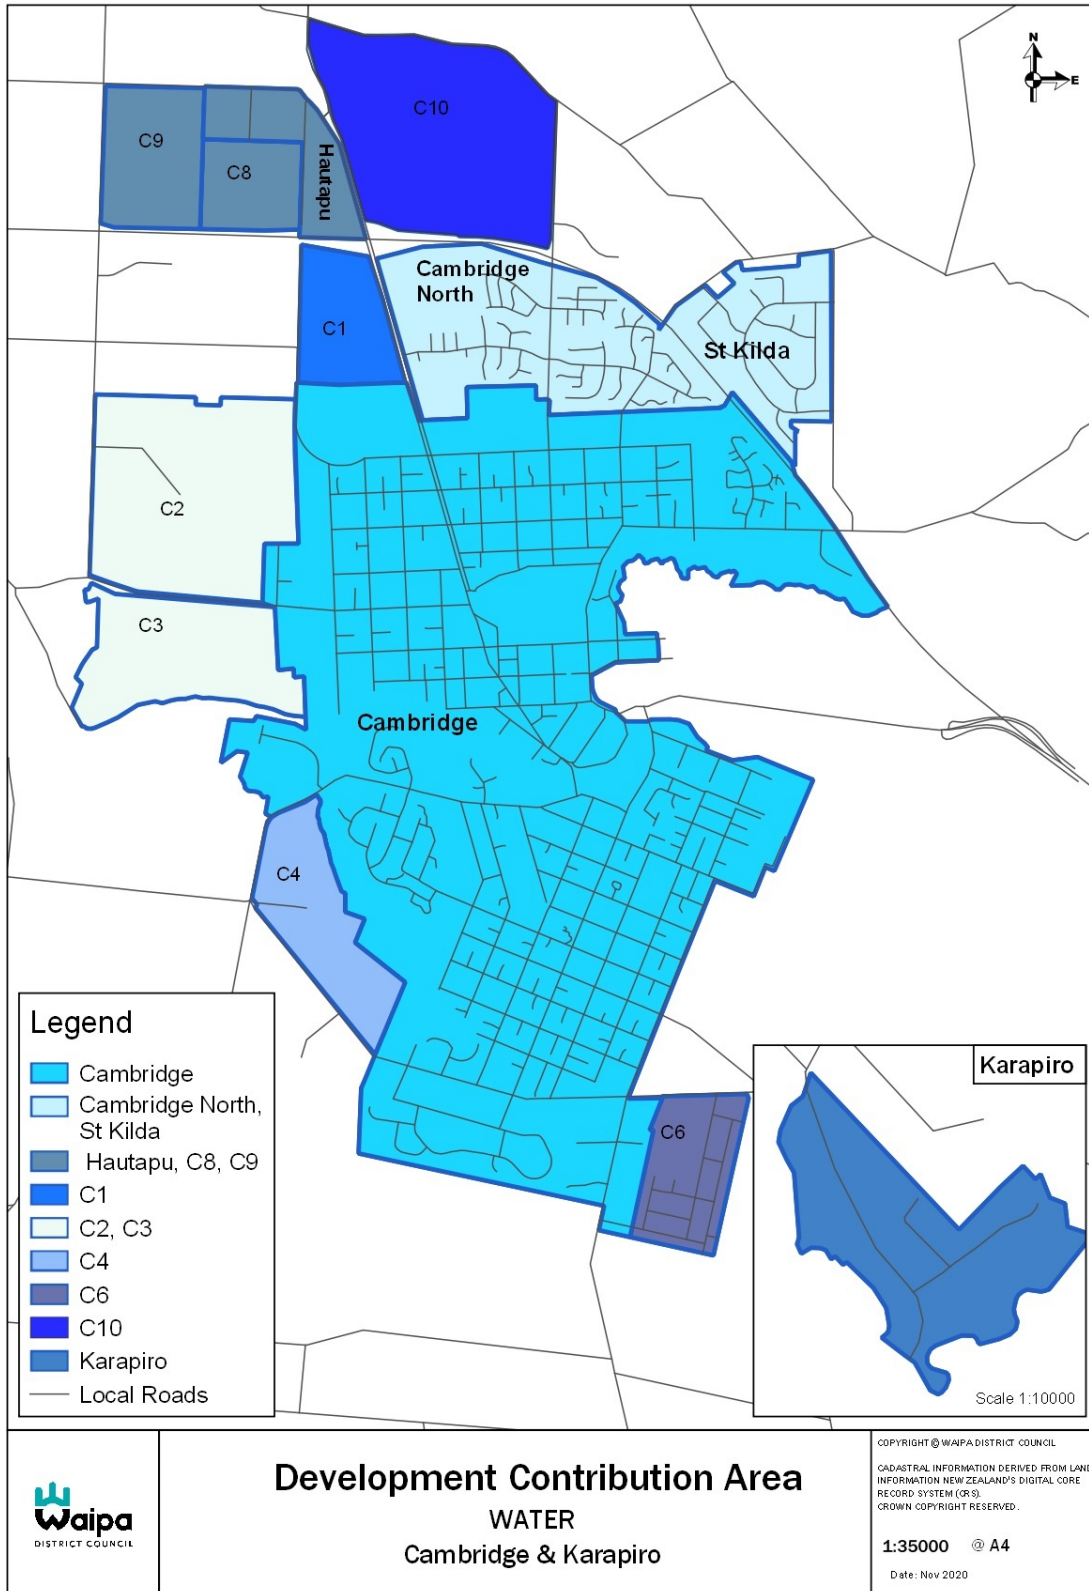 N
E
C10
C9
C8
Hautapu
Cambridge
North
C1
St Kilda
C2
C3
Cambridge
C4
C6
Legend
Cambridge
Cambridge North,
St Kilda
Hautapu, C8, C9
C1
C2, C3
C4
C6
C10
Karapiro
Local Roads
Karapiro
Scale 1:10000
Waipa
DISTRICT COUNCIL
Development Contribution Area
WATER
Cambridge & Karapiro
COPYRIGHT © WAIPA DISTRICT COUNCIL
CADASTRAL INFORMATION DERIVED FROM LAND
INFORMATION NEW ZEALAND'S DIGITAL CORE
RECORD SYSTEM (CRS).
CROWN COPYRIGHT RESERVED.
1:35000 @ A4
Date: Nov 2020